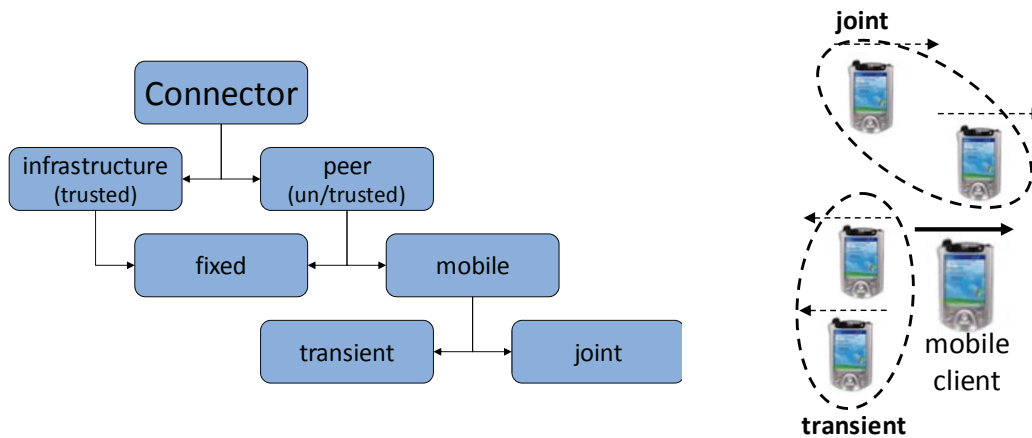 Connector
infrastructure
(trusted)
peer
(un/trusted)
fixed
mobile
transient
joint
joint
mobile
client
transient